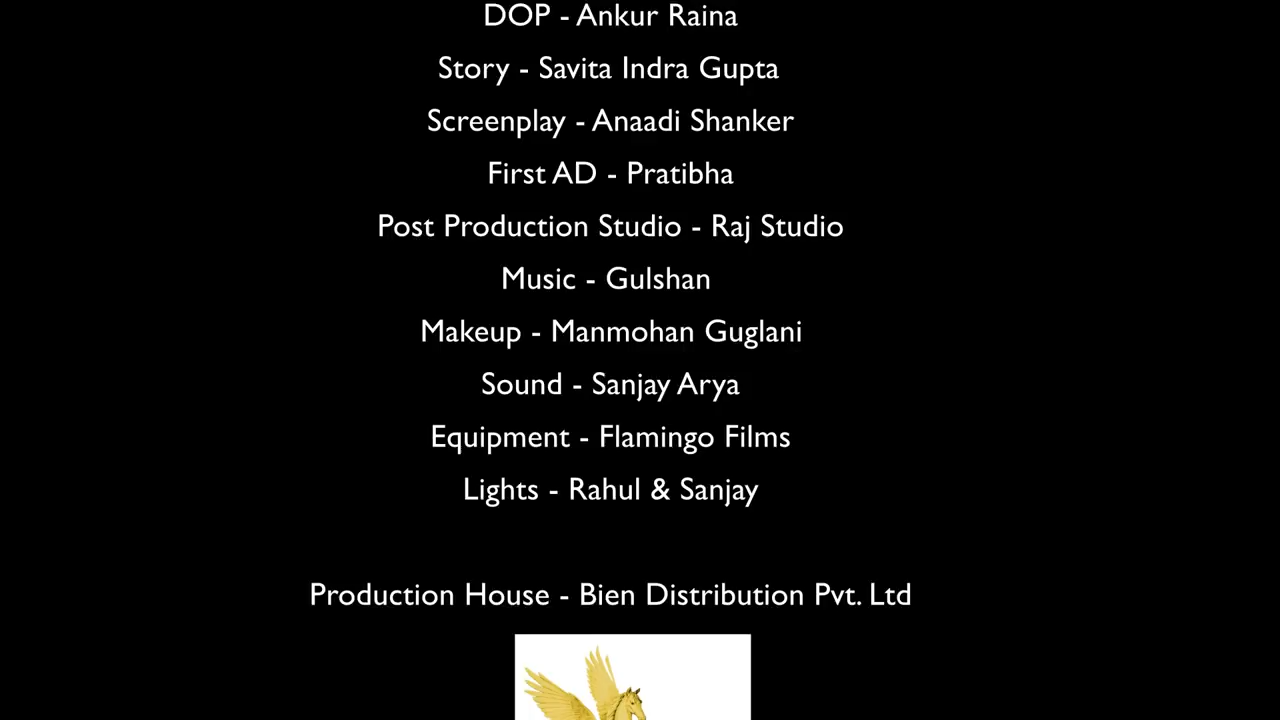 DOP - Ankur Raina
Story - Savita Indra Gupta
Screenplay - Anaadi Shanker
First AD - Pratibha
Post Production Studio - Raj Studio
Music - Gulshan
Makeup - Manmohan Guglani
Sound - Sanjay Arya
Equipment - Flamingo Films
Lights - Rahul & Sanjay
Production House - Bien Distribution Pvt. Ltd